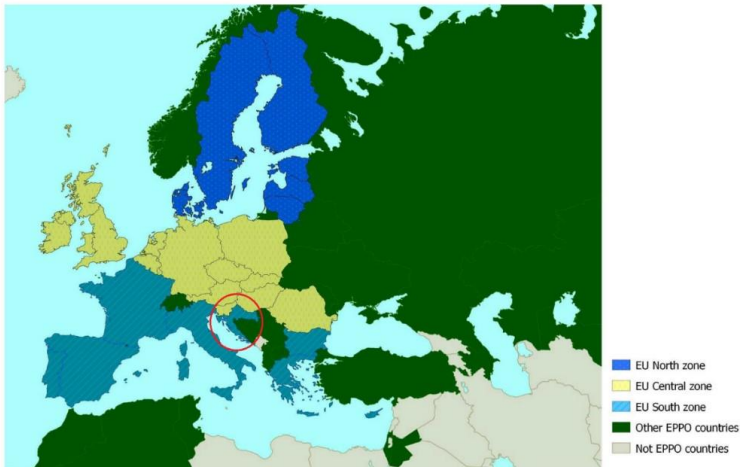 EU North zone
EU Central zone
EU South zone
Other EPPO countries
Not EPPO countries